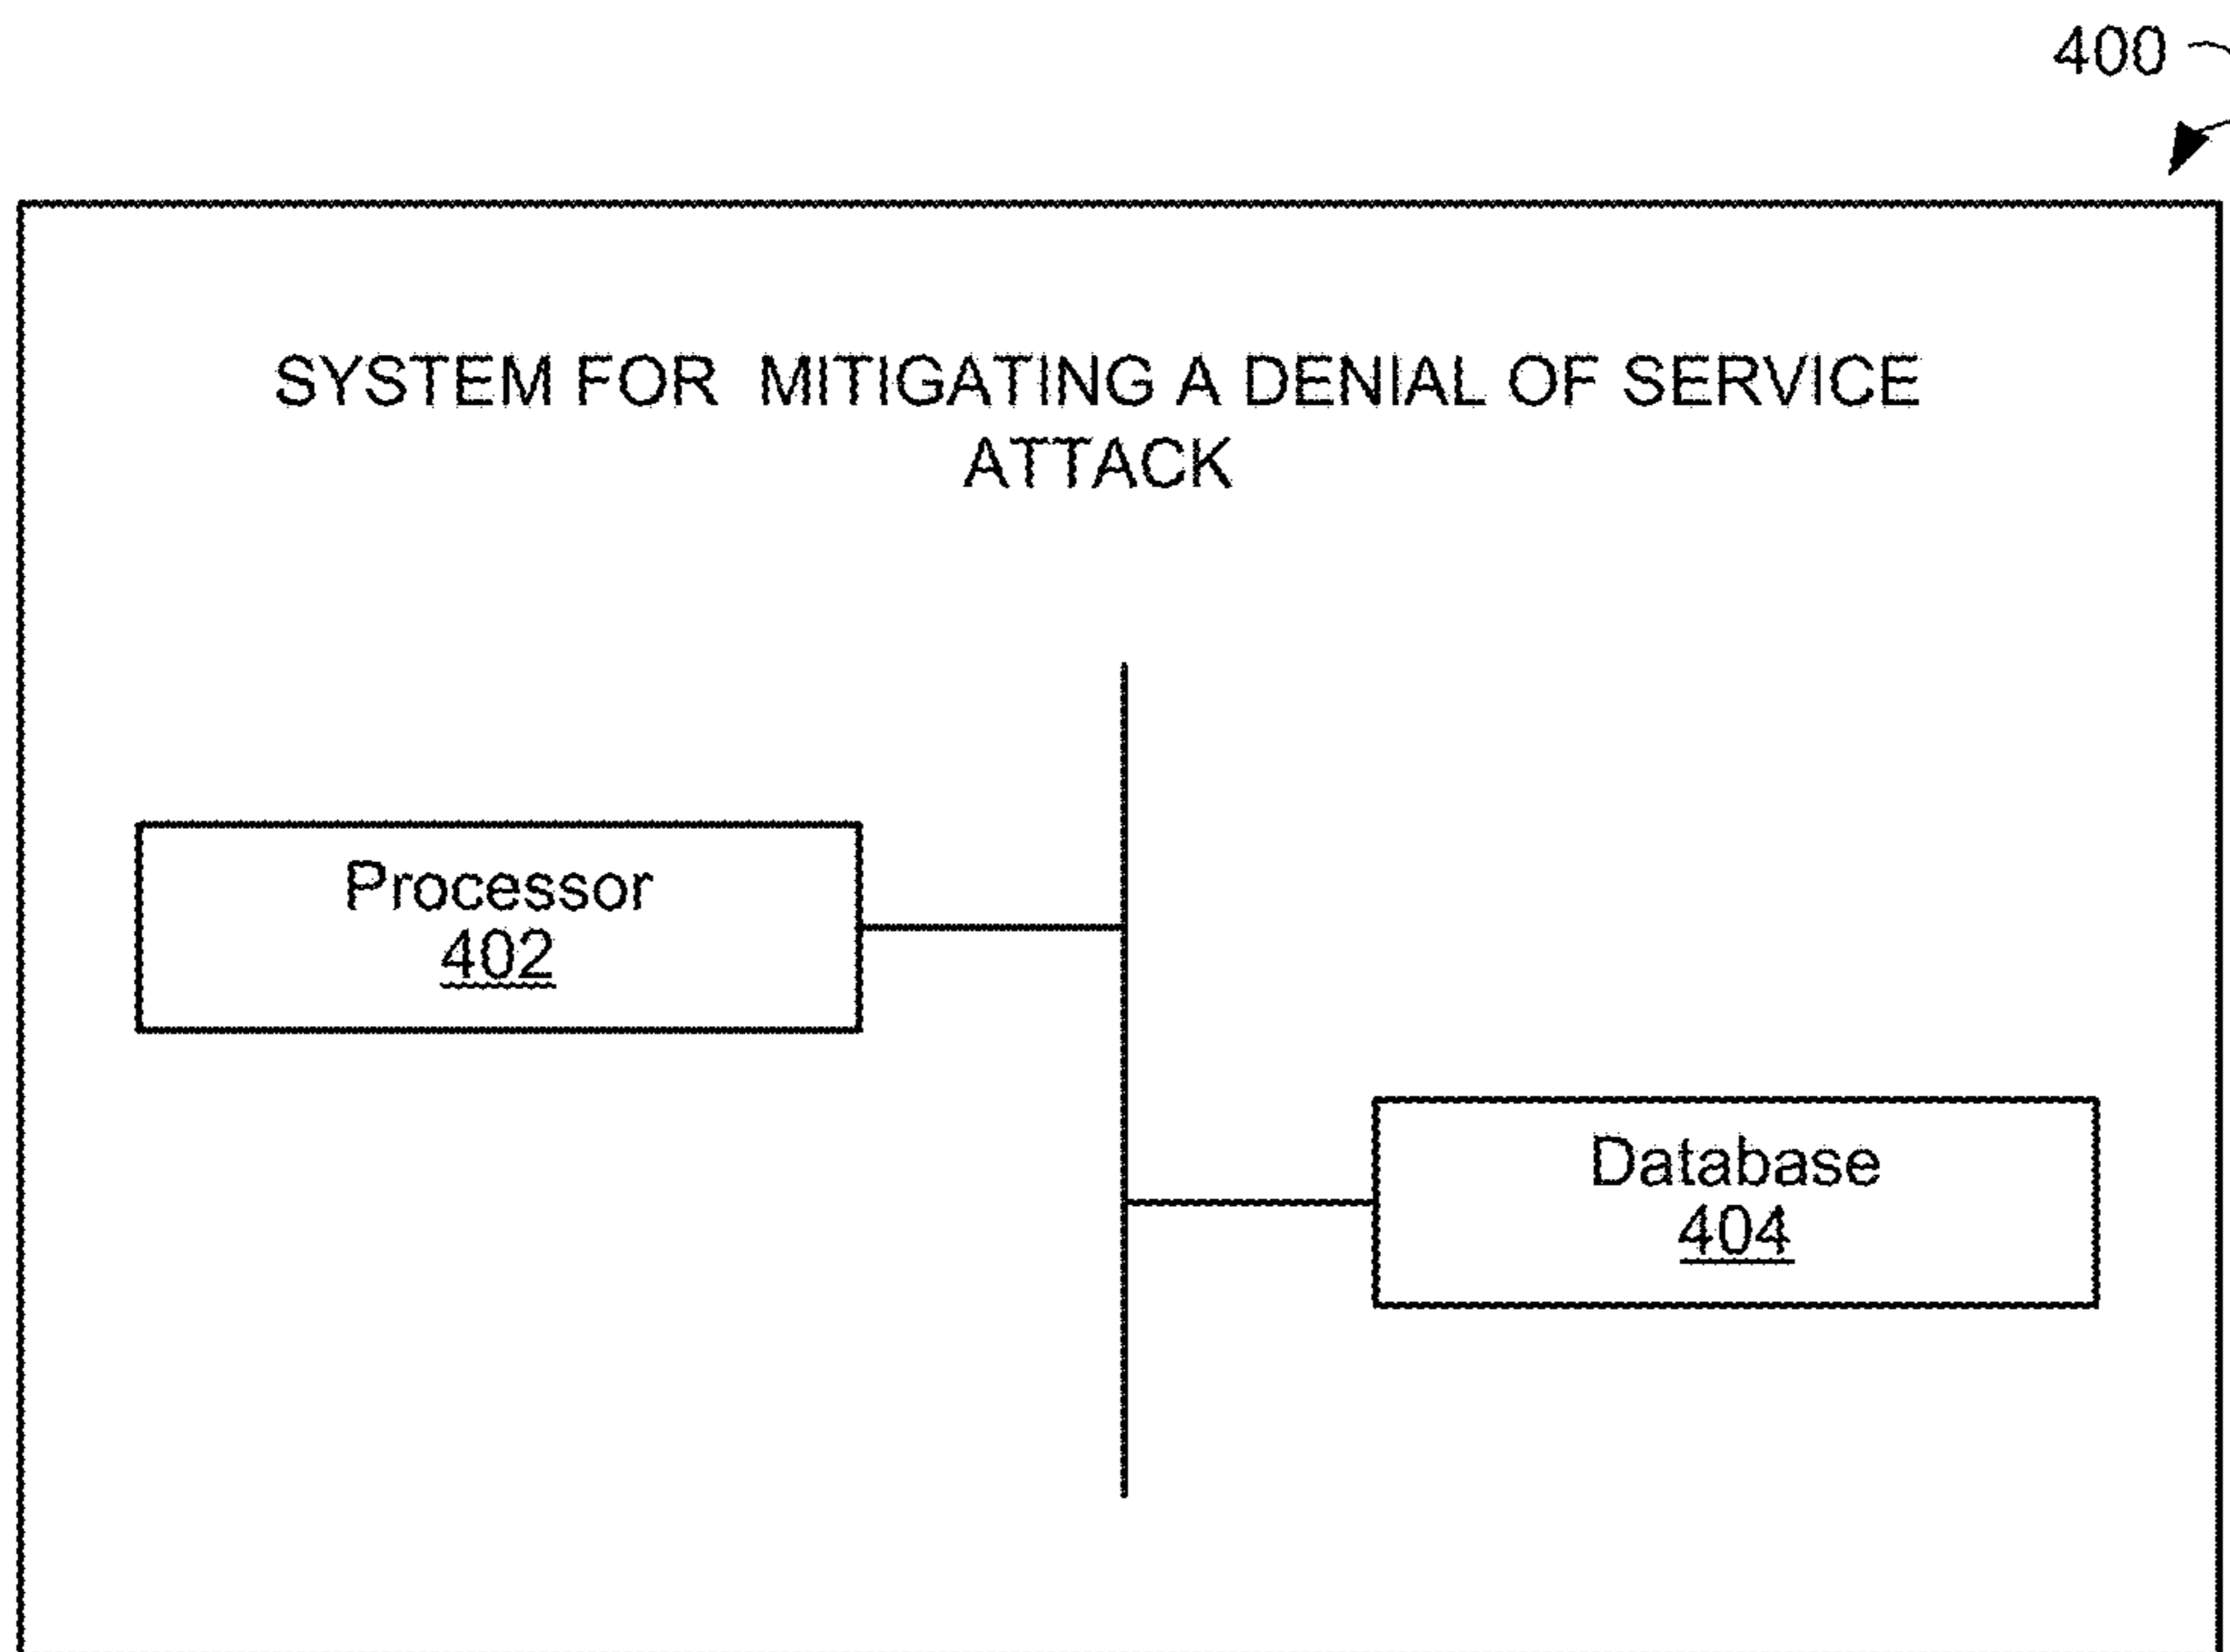 400
SYSTEM FOR MITIGATING A DENIAL OF SERVICE
ATTACK
Processor
402
Database
404